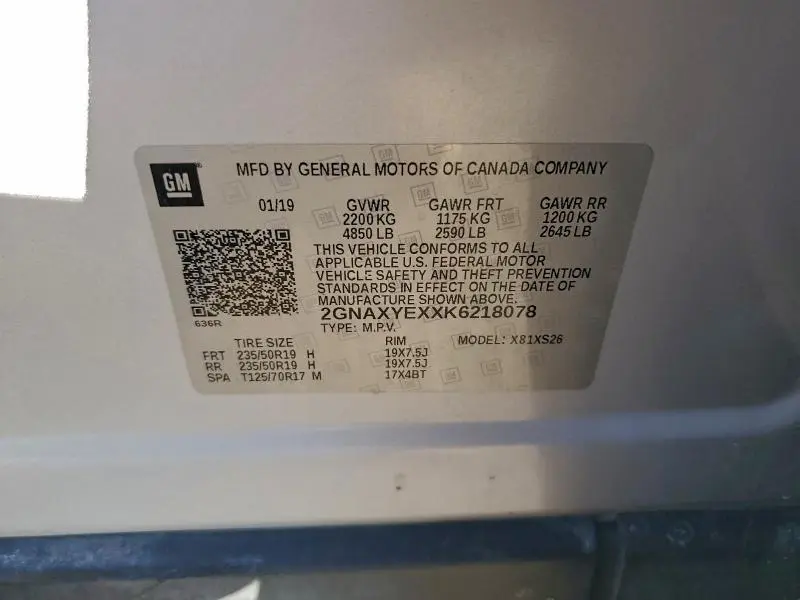 GM
MFD BY GENERAL MOTORS OF CANADA COMPANY
01/19 GVWR GAWR FRT GAWR RR
2200 KG 1175 KG 1200 KG
4850 LB 2590 LB 2645 LB
THIS VEHICLE CONFORMS TO ALL
APPLICABLE U.S. FEDERAL MOTOR
VEHICLE SAFETY AND THEFT PREVENTION
STANDARDS IN EFFECT ON THE DATE OF
MANUFACTURE SHOWN ABOVE.
2GNAXYEXXK6218078
636R
TYPE: M.P.V.
TIRE SIZE RIM MODEL: X81XS26
FRT 235/50R19 H 19X7.5J
RR 235/50R19 H 19X7.5J
SPA T125/70R17 M 17X4BT